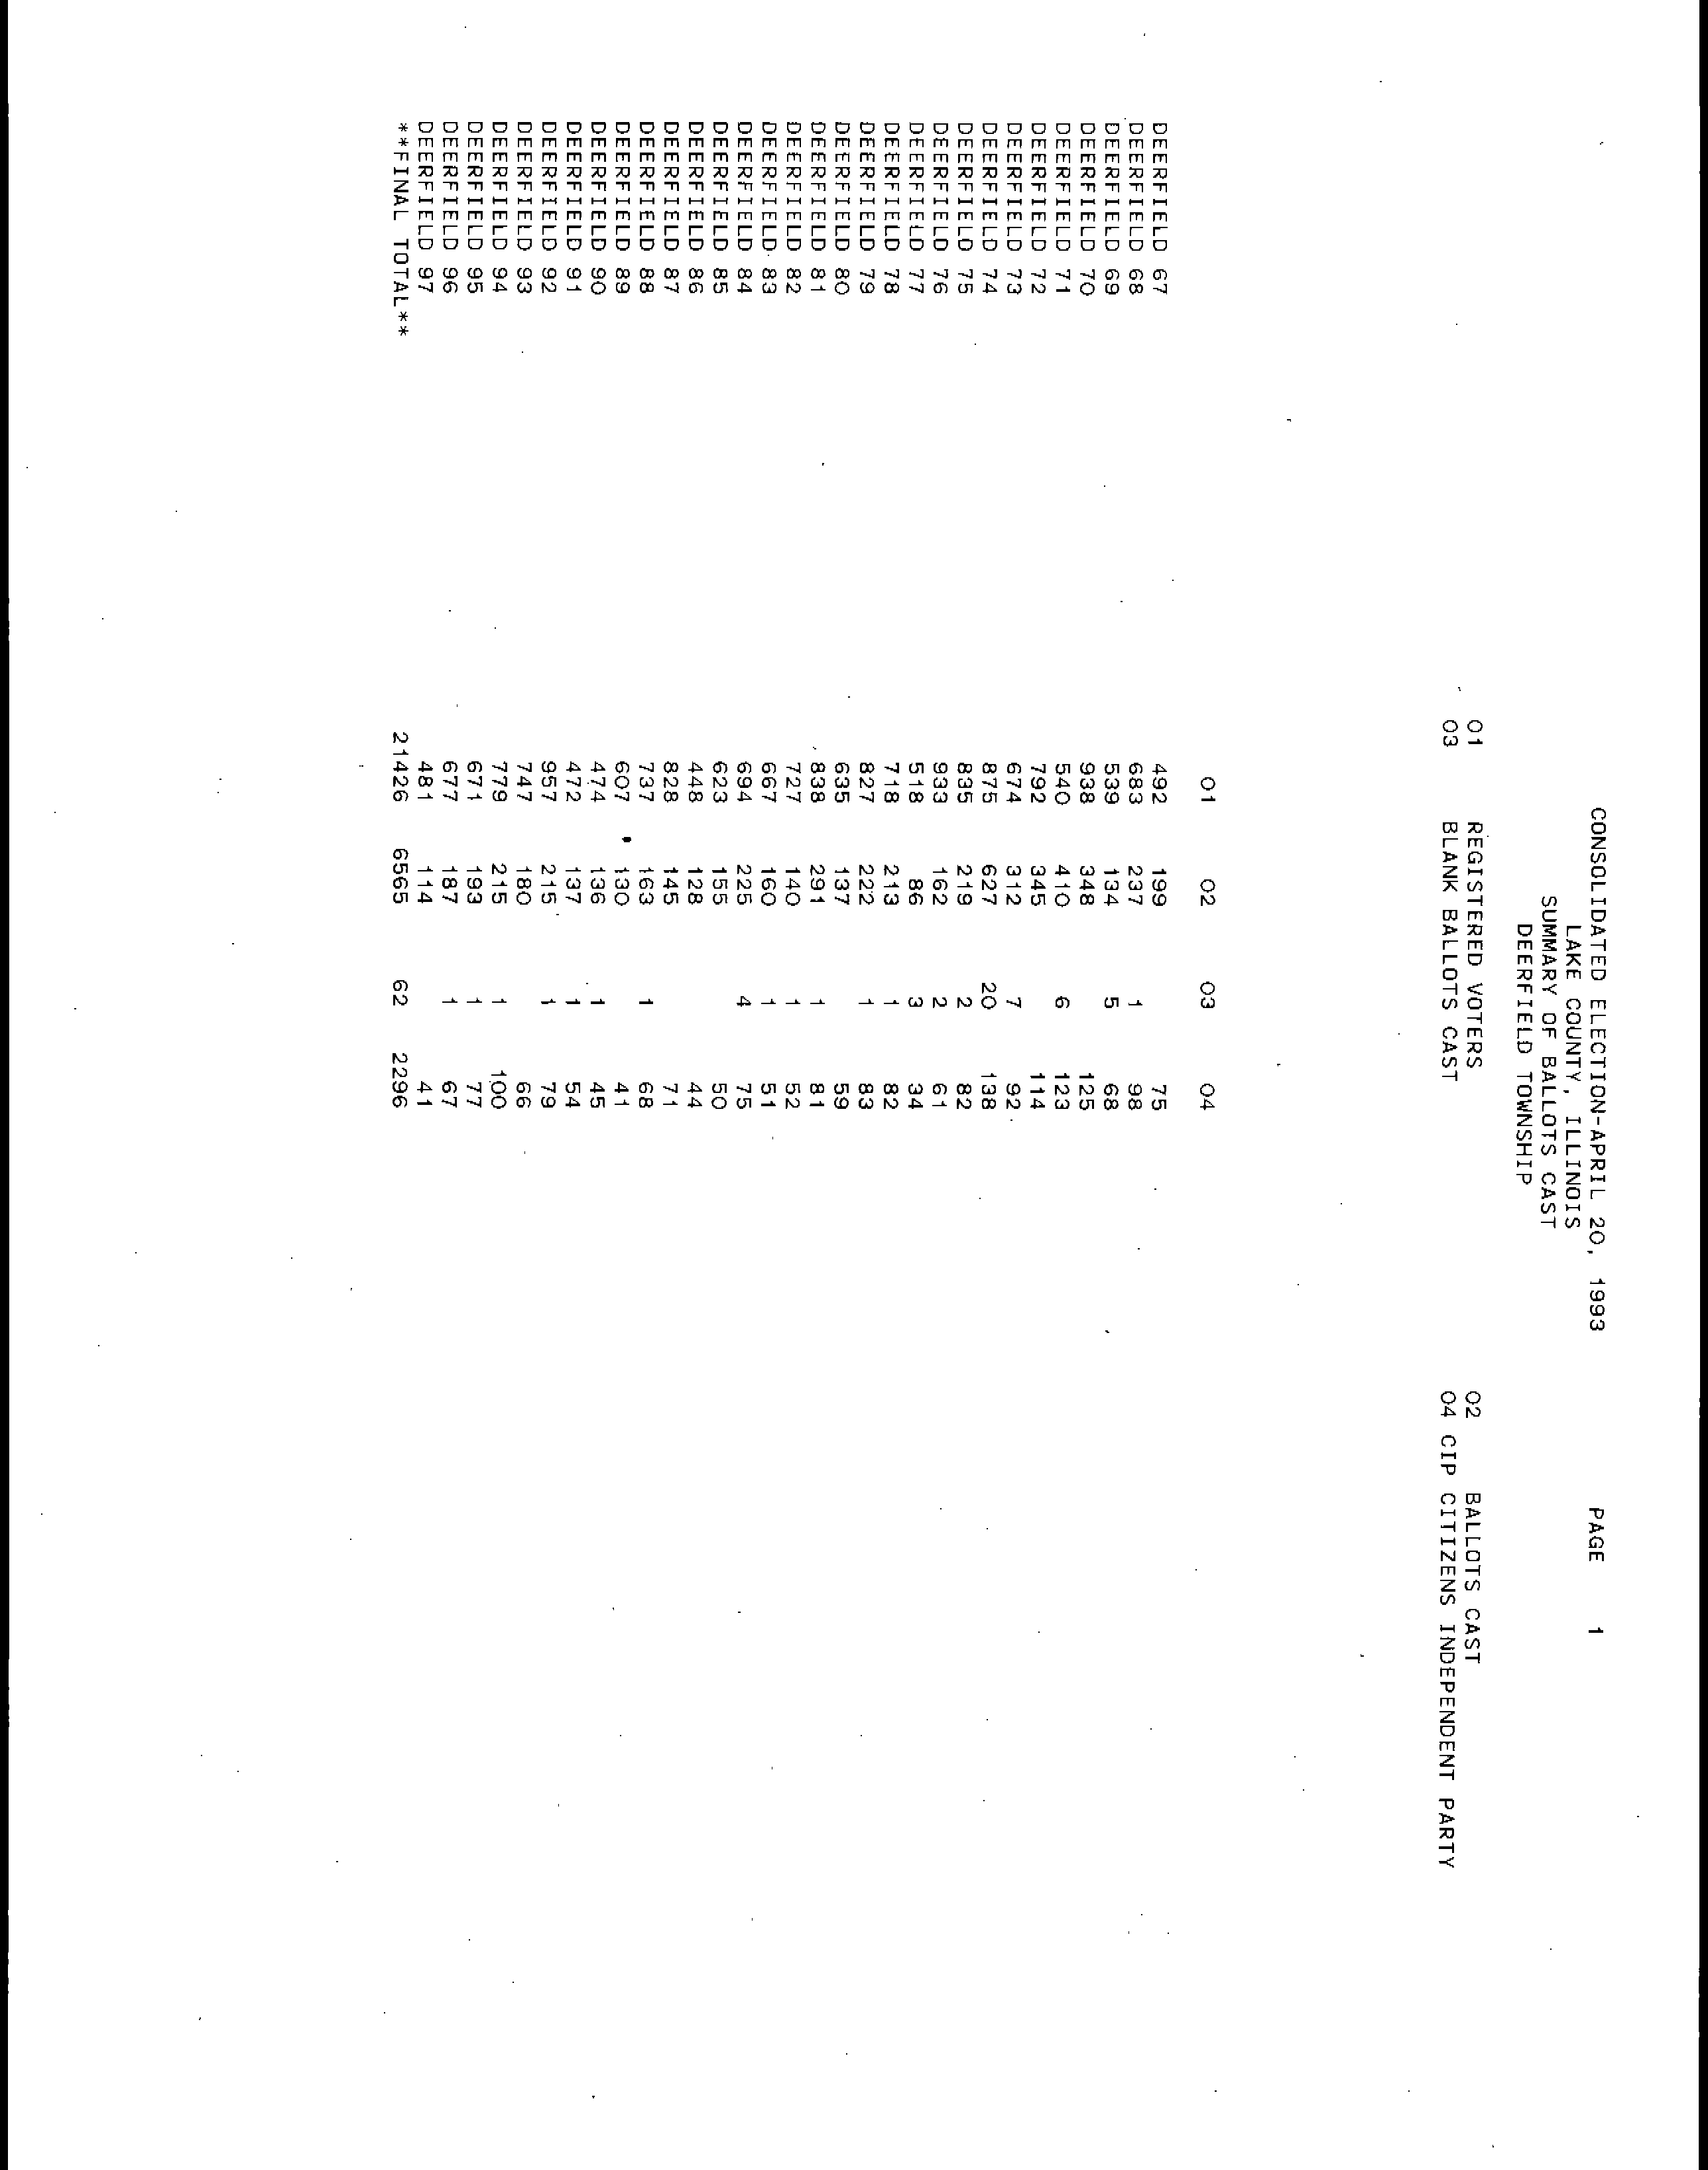 CONSOLIDATED ELECTION-APRIL 20, 1993 PAGE 1
LAKE COUNTY, ILLINOIS
SUMMARY OF BALLOTS CAST
DEERFIELD TOWNSHIP
01 REGISTERED VOTERS 02 BALLOTS CAST
03 BLANK BALLOTS CAST 04 CIP CITIZENS INDEPENDENT PARTY
01 02 03 04
DEERFIELD 67 492 199 75
DEERFIELD 68 683 237 1 98
DEERFIELD 69 539 134 5 68
DEERFIELD 70 938 348 125
DEERFIELD 71 540 410 6 123
DEERFIELD 72 792 345 114
DEERFIELD 73 674 312 7 92
DEERFIELD 74 875 627 20 138
DEERFIELD 75 835 219 2 82
DEERFIELD 76 933 162 2 61
DEERFIELD 77 518 86 3 34
DEERFIELD 78 718 213 1 82
DEERFIELD 79 827 222 1 83
DEERFIELD 80 635 137 59
DEERFIELD 81 838 291 1 81
DEERFIELD 82 727 140 1 52
DEERFIELD 83 667 160 1 51
DEERFIELD 84 694 225 4 75
DEERFIELD 85 623 155 50
DEERFIELD 86 448 128 44
DEERFIELD 87 828 145 71
DEERFIELD 88 737 163 1 68
DEERFIELD 89 607 130 41
DEERFIELD 90 474 136 1 45
DEERFIELD 91 472 137 1 54
DEERFIELD 92 957 215 1 79
DEERFIELD 93 747 180 66
DEERFIELD 94 779 215 1 100
DEERFIELD 95 671 193 1 77
DEERFIELD 96 677 187 1 67
DEERFIELD 97 481 114 41
**FINAL TOTAL** 21426 6565 62 2296